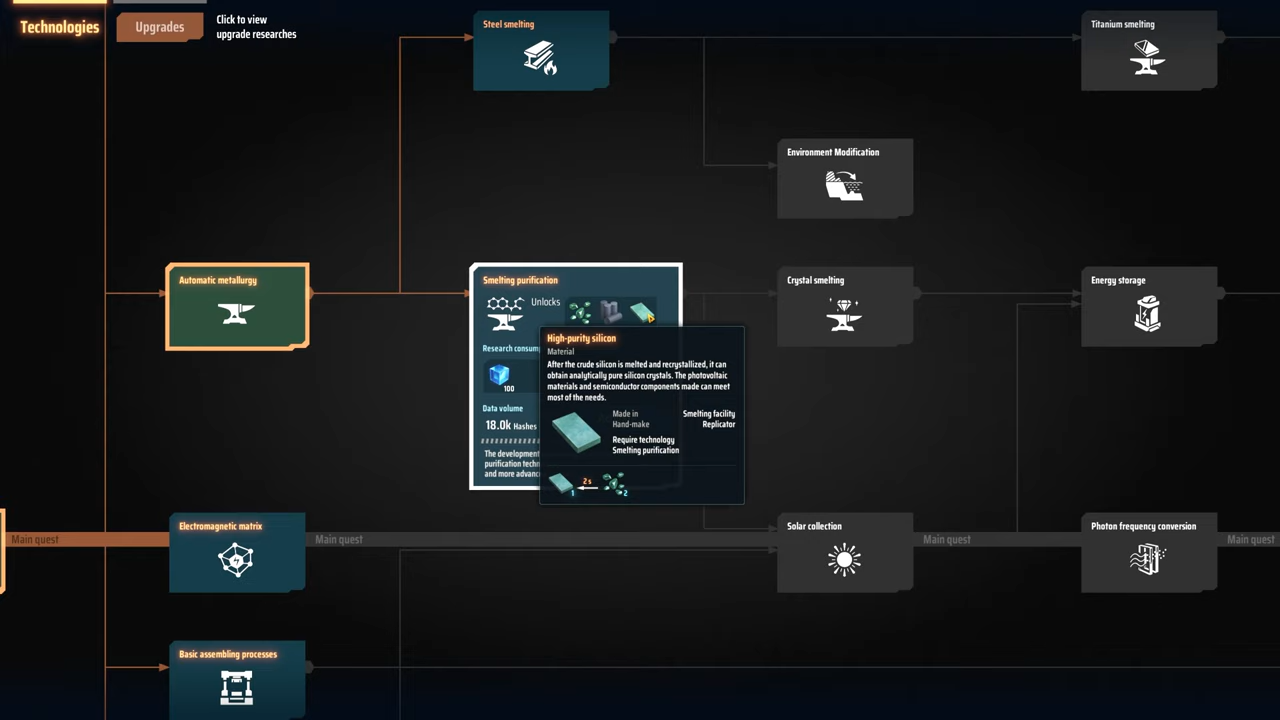 Technologies
Upgrades
Click to view
upgrade researches
Steel smelting
Titanium smelting
Environment Modification
Automatic metallurgy
Smelting purification
Unlocks
Research consum
100
Data volume
18.0k Hashes
The development
purification techn
and more advanc
High-purity silicon
Material
After the crude silicon is melted and recrystallized, it can
obtain analytically pure silicon crystals. The photovoltaic
materials and semiconductor components made can meet
most of the needs.
Made in Smelting facility
Hand-make Replicator
Require technology
Smelting purification
1 2 s 2
Crystal smelting
Energy storage
Main quest
Electromagnetic matrix
Main quest
Solar collection
Main quest
Photon frequency conversion
Main quest
Basic assembling processes